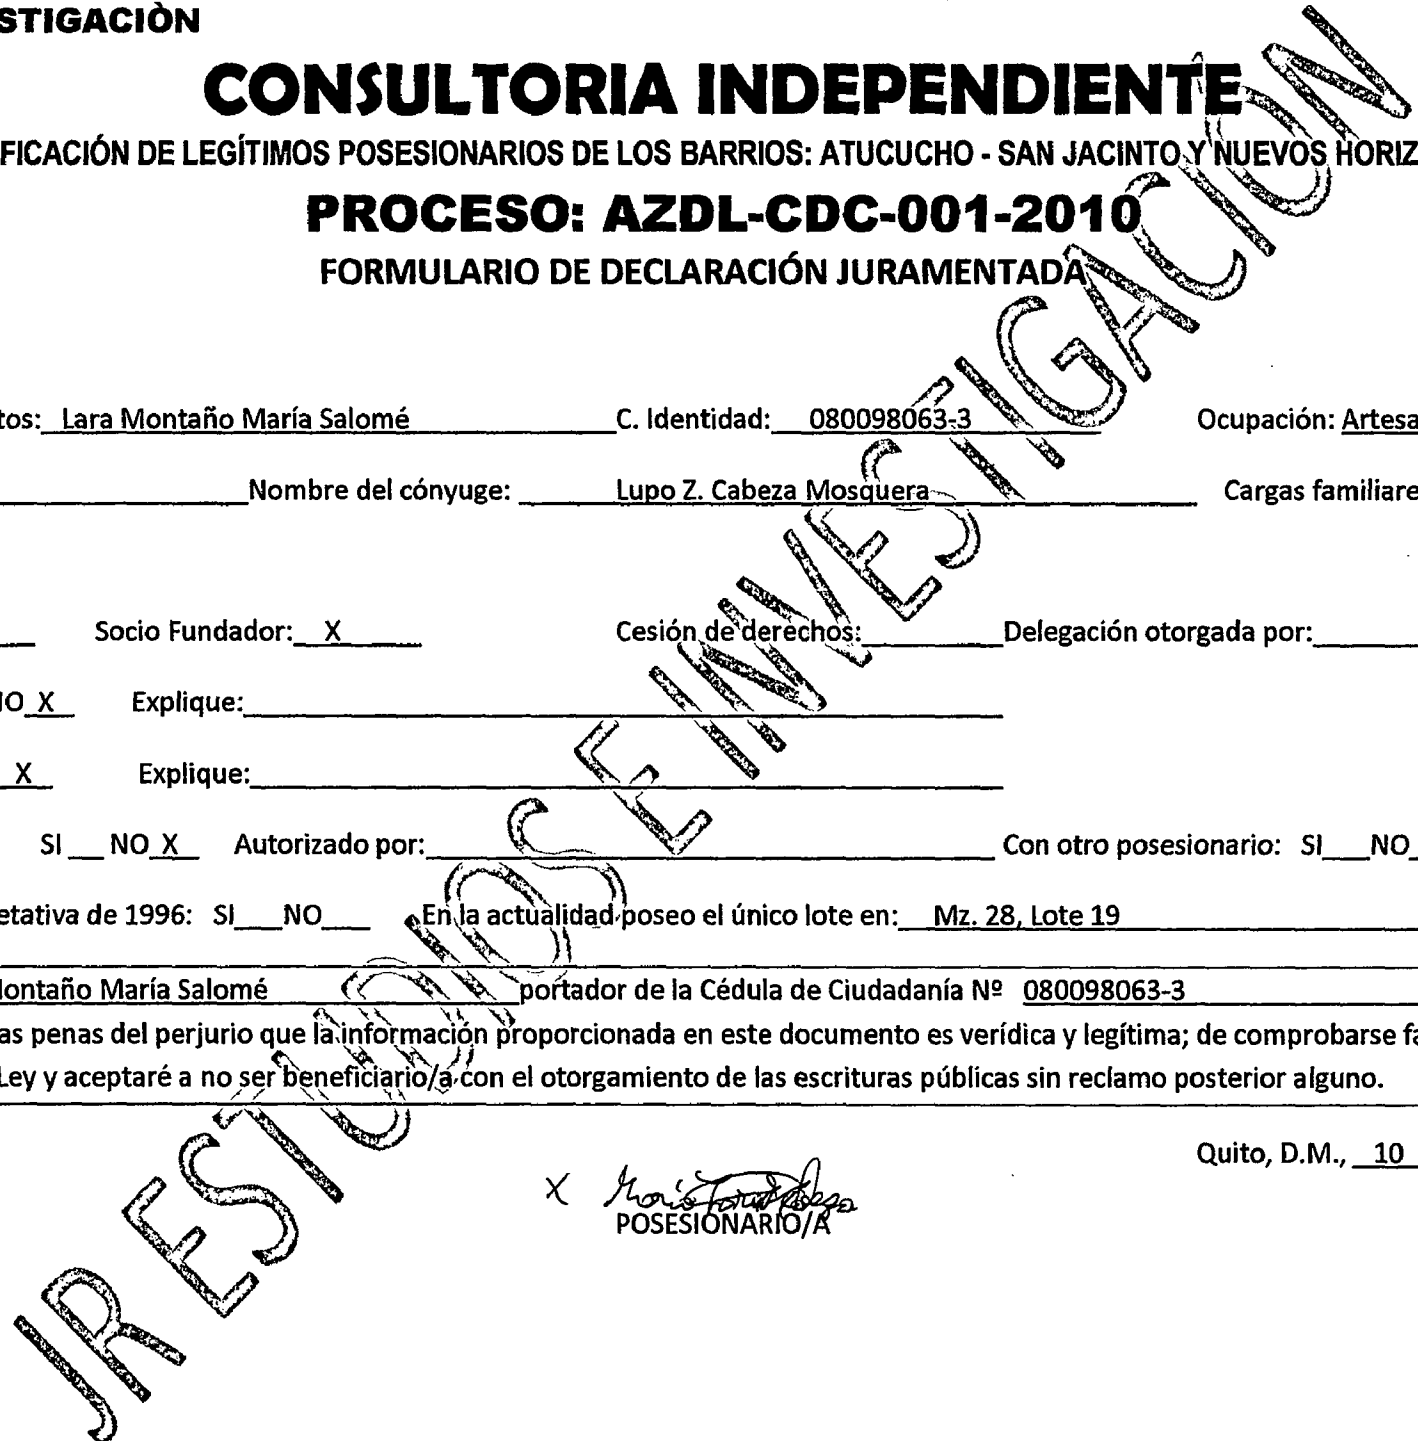 STIGACIÒN
CONSULTORIA INDEPENDIENTE
FICACIÓN DE LEGÍTIMOS POSESIONARIOS DE LOS BARRIOS: ATUCUCHO - SAN JACINTO Y NUEVOS HORIZ
PROCESO: AZDL-CDC-001-2010
FORMULARIO DE DECLARACIÓN JURAMENTADA
tos: Lara Montaño María Salomé C. Identidad: 080098063-3 Ocupación: Artesa
Nombre del cónyuge: Lupo Z. Cabeza Mosquera Cargas familiare
Socio Fundador: X Cesión de derechos: Delegación otorgada por:
NO X Explique:
X Explique:
SI NO X Autorizado por: Con otro posesionario: SI NO
etativa de 1996: SI NO En la actualidad poseo el único lote en: Mz. 28, Lote 19
Montaño María Salomé portador de la Cédula de Ciudadanía Nº 080098063-3
as penas del perjurio que la información proporcionada en este documento es verídica y legítima; de comprobarse fa
Ley y aceptaré a no ser beneficiario/a con el otorgamiento de las escrituras públicas sin reclamo posterior alguno.
Quito, D.M., 10
X María
POSESIONARIO/A
JR ESTUDIOS E INVESTIGACION